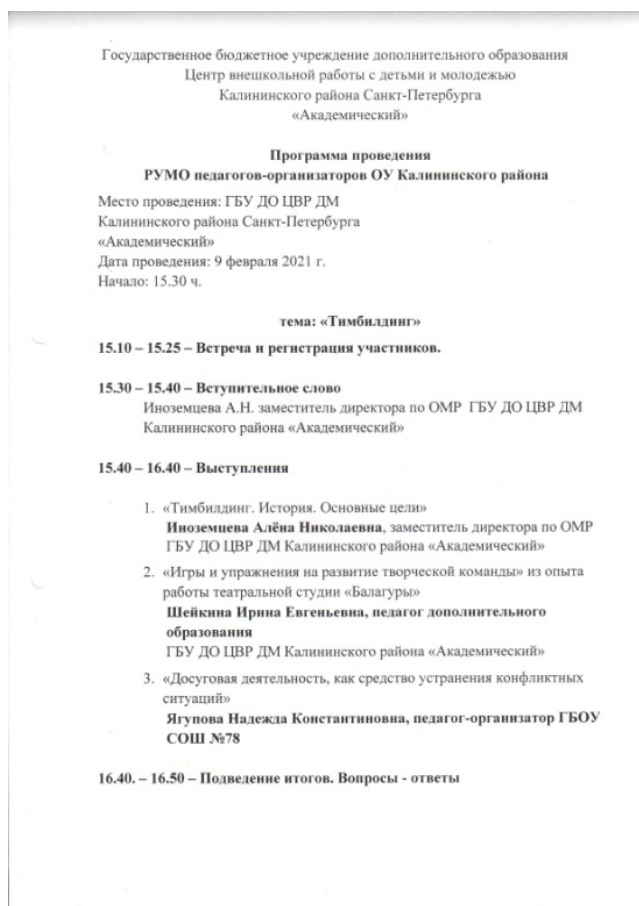 Государственное бюджетное учреждение дополнительного образования
Центр внешкольной работы с детьми и молодежью
Калининского района Санкт-Петербурга
«Академический»
Программа проведения
РУМО педагогов-организаторов ОУ Калининского района
Место проведения: ГБУ ДО ЦВР ДМ
Калининского района Санкт-Петербурга
«Академический»
Дата проведения: 9 февраля 2021 г.
Начало: 15.30 ч.
тема: «Тимбилдинг»
15.10 – 15.25 – Встреча и регистрация участников.
15.30 – 15.40 – Вступительное слово
Иноземцева А.Н. заместитель директора по ОМР ГБУ ДО ЦВР ДМ
Калининского района «Академический»
15.40 – 16.40 – Выступления
1. «Тимбилдинг. История. Основные цели»
Иноземцева Алёна Николаевна, заместитель директора по ОМР
ГБУ ДО ЦВР ДМ Калининского района «Академический»
2. «Игры и упражнения на развитие творческой команды» из опыта
работы театральной студии «Балагуры»
Шейкина Ирина Евгеньевна, педагог дополнительного
образования
ГБУ ДО ЦВР ДМ Калининского района «Академический»
3. «Досуговая деятельность, как средство устранения конфликтных
ситуаций»
Ягупова Надежда Константиновна, педагог-организатор ГБОУ
СОШ №78
16.40. – 16.50 – Подведение итогов. Вопросы - ответы